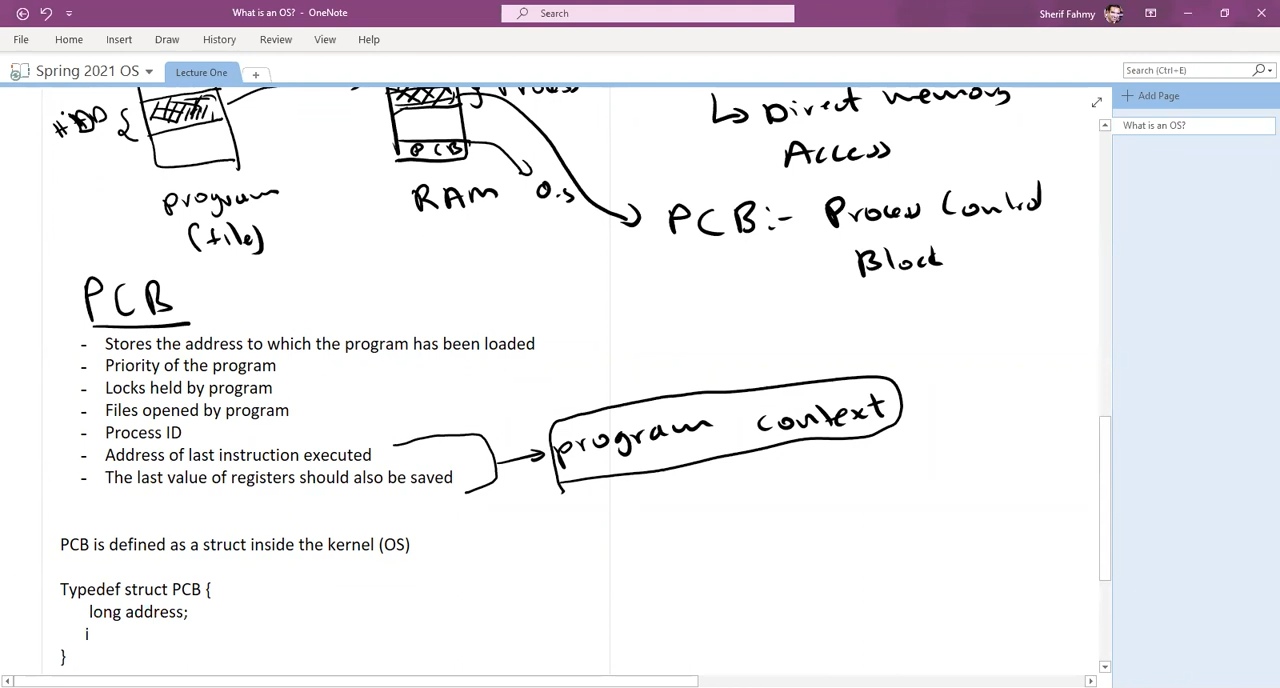 What is an OS? - OneNote
Search
Sherif Fahmy
File Home Insert Draw History Review View Help
Spring 2021 OS
Lecture One
Search (Ctrl+E)
Add Page
What is an OS?
Process
Direct memory
Access
HDD
PCB
O.S
program
(file)
RAM
PCB:- Process Control
Block
PCB
- Stores the address to which the program has been loaded
- Priority of the program
- Locks held by program
- Files opened by program
- Process ID
- Address of last instruction executed
- The last value of registers should also be saved
program context
PCB is defined as a struct inside the kernel (OS)
Typedef struct PCB {
long address;
i
}